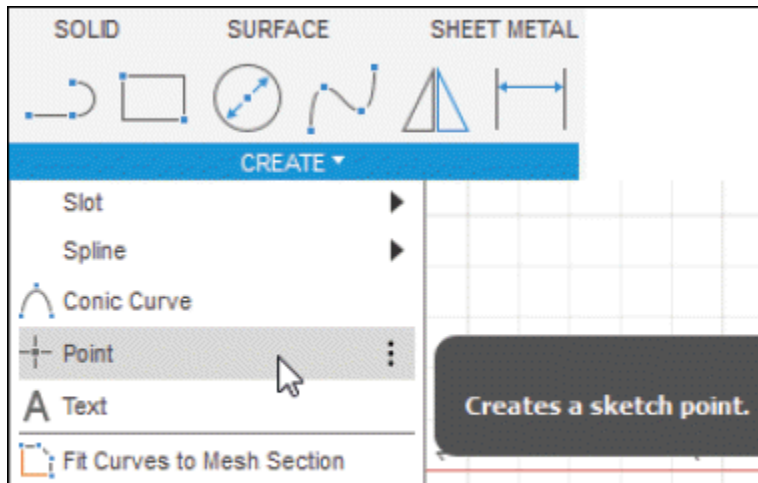 SOLID SURFACE SHEET METAL
CREATE
Slot
Spline
Conic Curve
Point
A Text
Creates a sketch point.
Fit Curves to Mesh Section